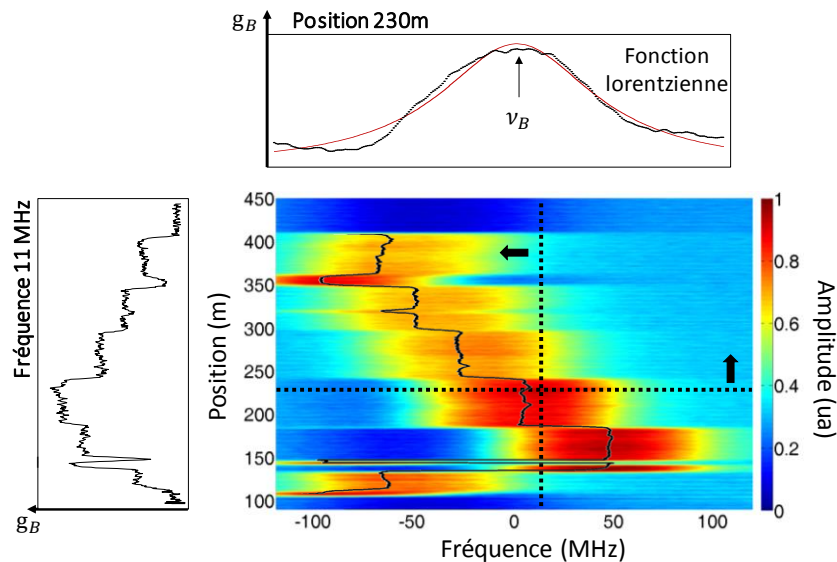 g_B Position 230m
Fonction
lorentzienne
ν_B
Fréquence 11 MHz
g_B
Position (m)
450
400
350
300
250
200
150
100
-100 -50 0 50 100
Fréquence (MHz)
1
0.8
0.6
0.4
0.2
0
Amplitude (ua)